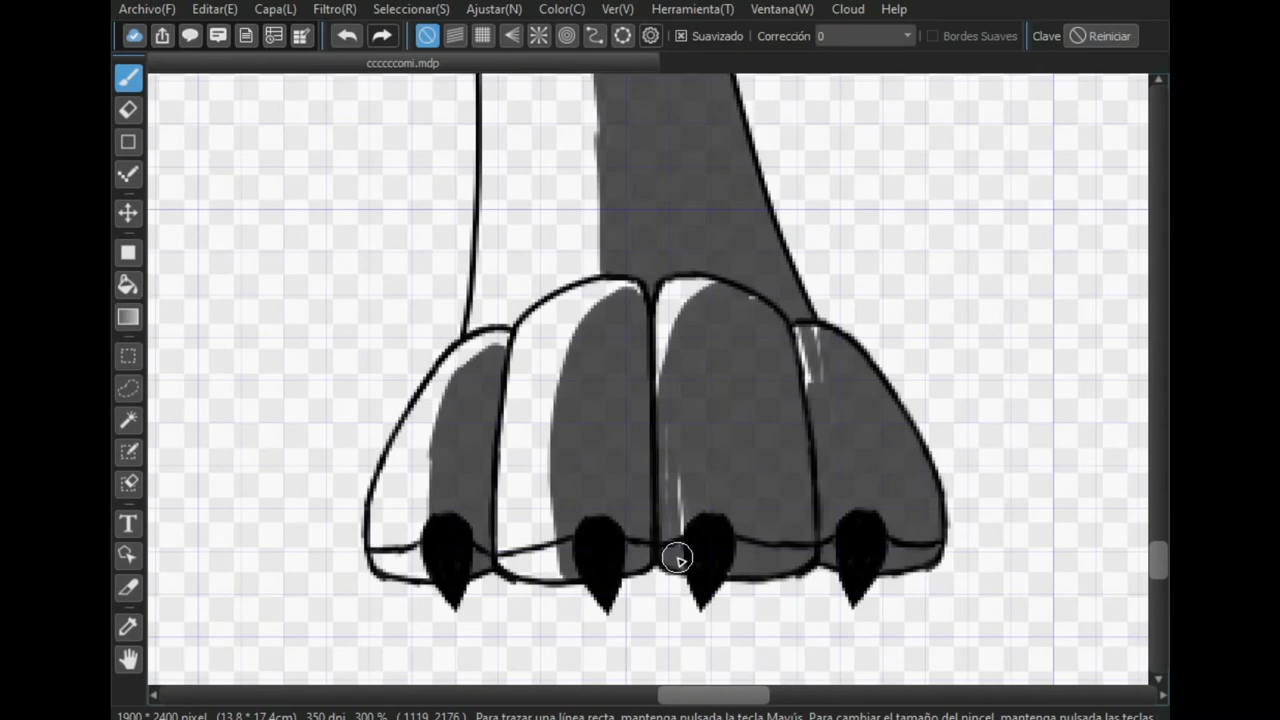 Archivo(F) Editar(E) Capa(L) Filtro(R) Seleccionar(S) Ajustar(N) Color(C) Ver(V) Herramienta(T) Ventana(W) Cloud Help
Suavizado Corrección 0 Bordes Suaves Clave Reiniciar
ccccccomi.mdp
T
1900 * 2400 pixel (13.8 * 17.4cm) 350 dpi 300 % ( 1119, 2176 ) Para trazar una línea recta, mantenga pulsada la tecla Mayús. Para cambiar el tamaño del pincel, mantenga pulsada las teclas